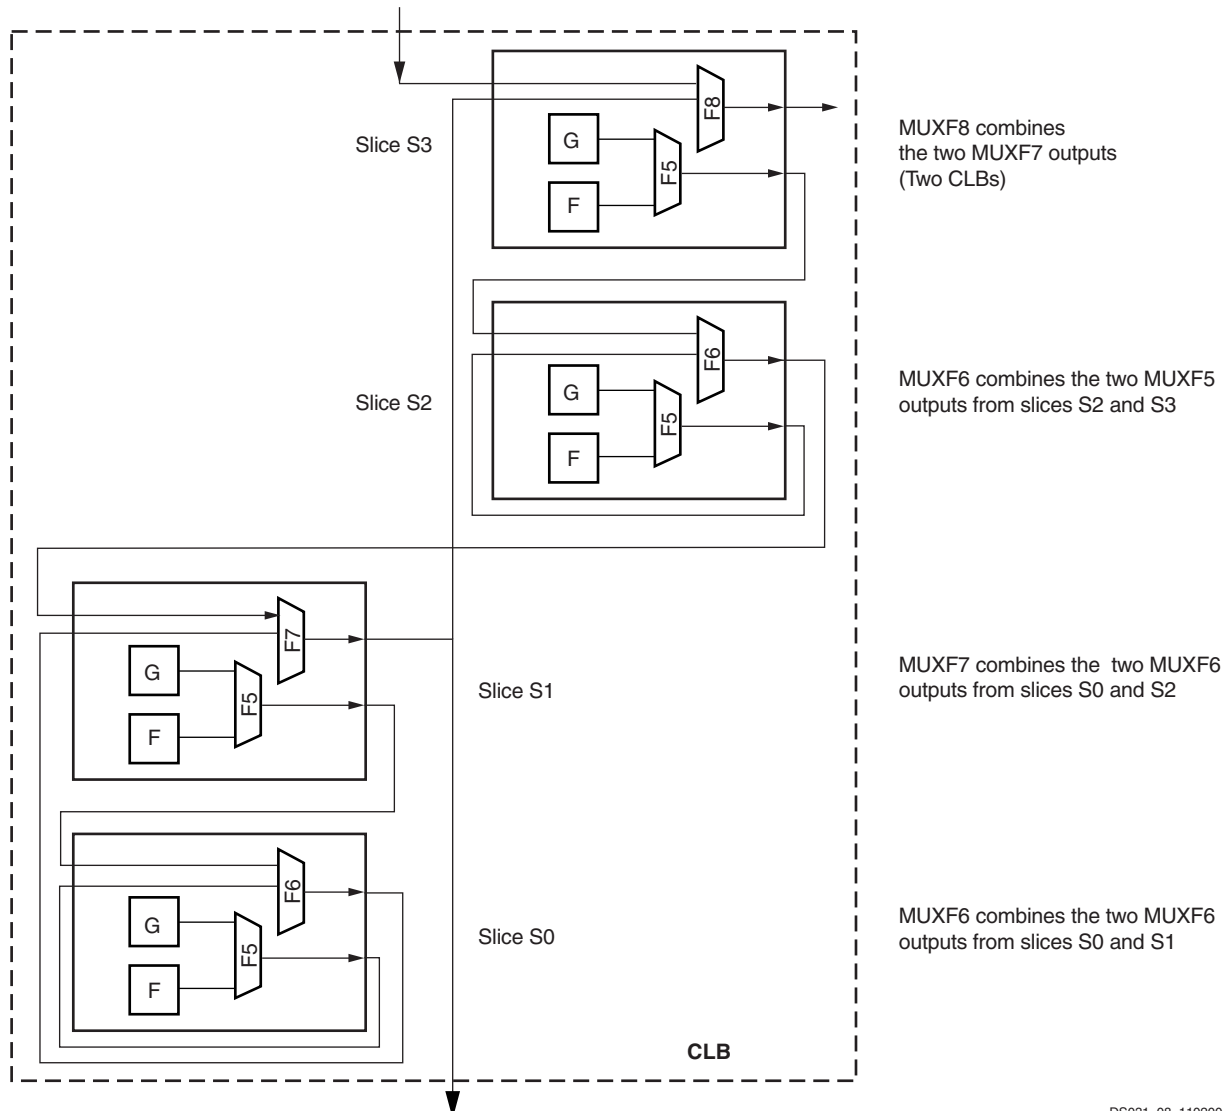 F8
Slice S3
G
F5
F
MUXF8 combines
the two MUXF7 outputs
(Two CLBs)
F6
Slice S2
G
F5
F
MUXF6 combines the two MUXF5
outputs from slices S2 and S3
F7
G
F5
F
Slice S1
MUXF7 combines the two MUXF6
outputs from slices S0 and S2
F6
G
F5
F
Slice S0
MUXF6 combines the two MUXF6
outputs from slices S0 and S1
CLB